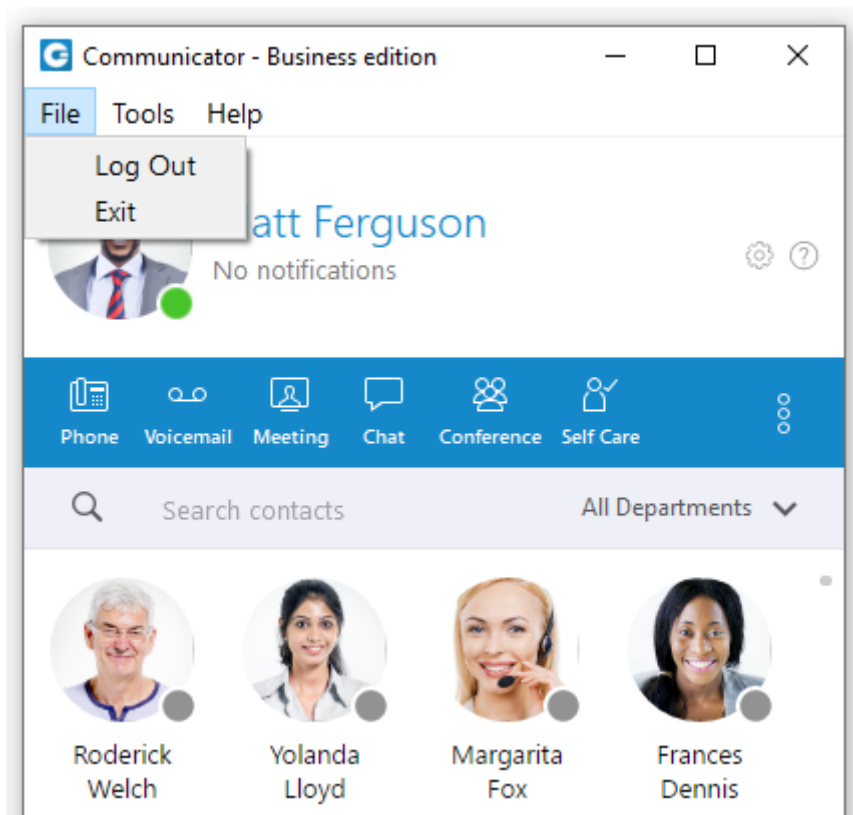 Communicator - Business edition
File Tools Help
Log Out
Exit
att Ferguson
No notifications
Phone Voicemail Meeting Chat Conference Self Care
Search contacts All Departments
Roderick Yolanda Margarita Frances
Welch Lloyd Fox Dennis